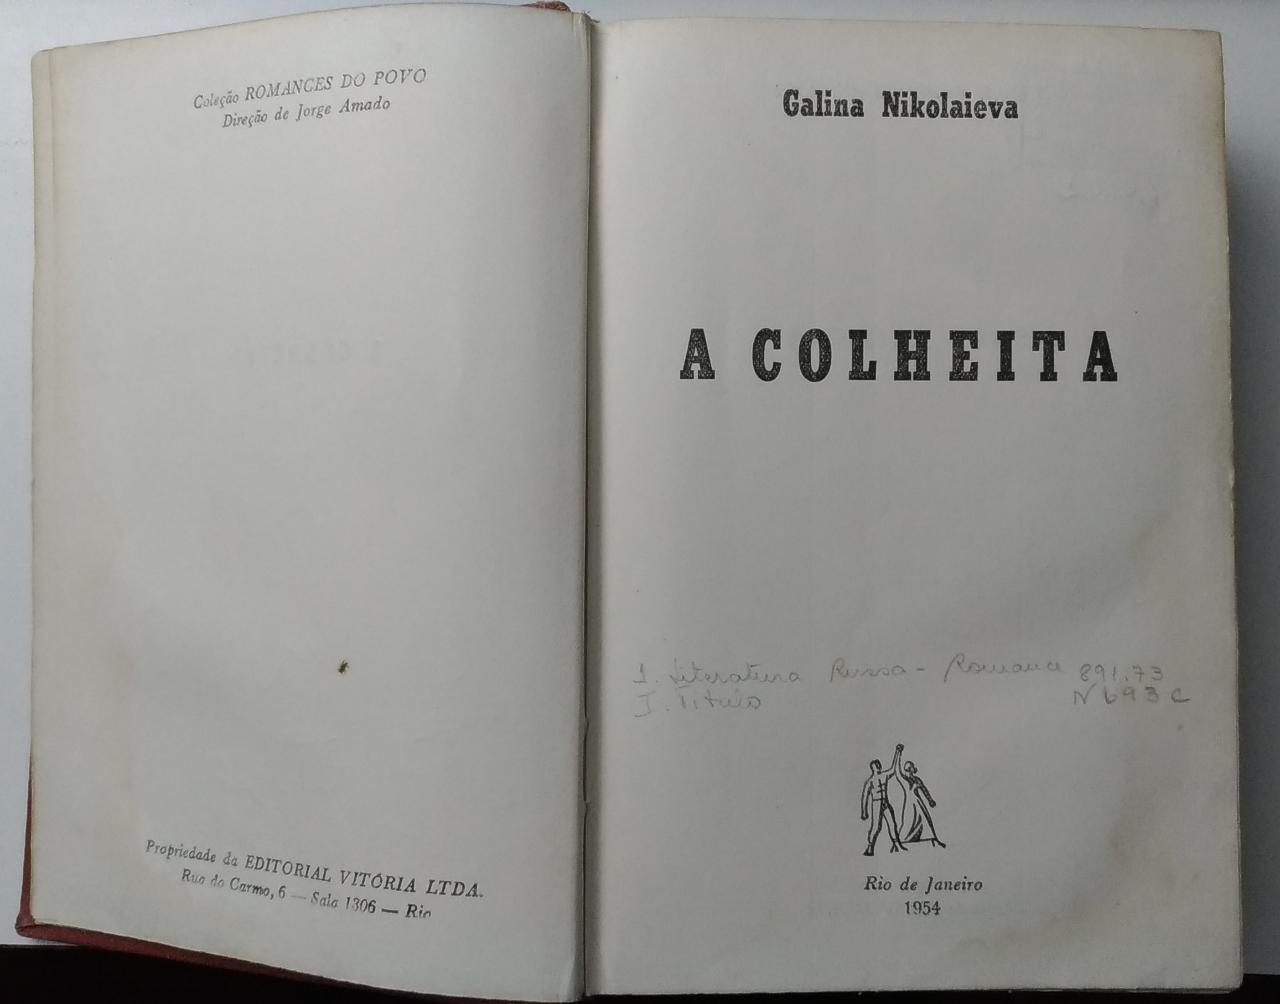 Coleção ROMANCES DO POVO
Direção de Jorge Amado
Propriedade da EDITORIAL VITÓRIA LTDA.
Rua do Carmo, 6 — Sala 1306 — Rio
Galina Nikolaieva
A COLHEITA
1. Literatura Russa - Romance 891.73
I. Título N693c
Rio de Janeiro
1954